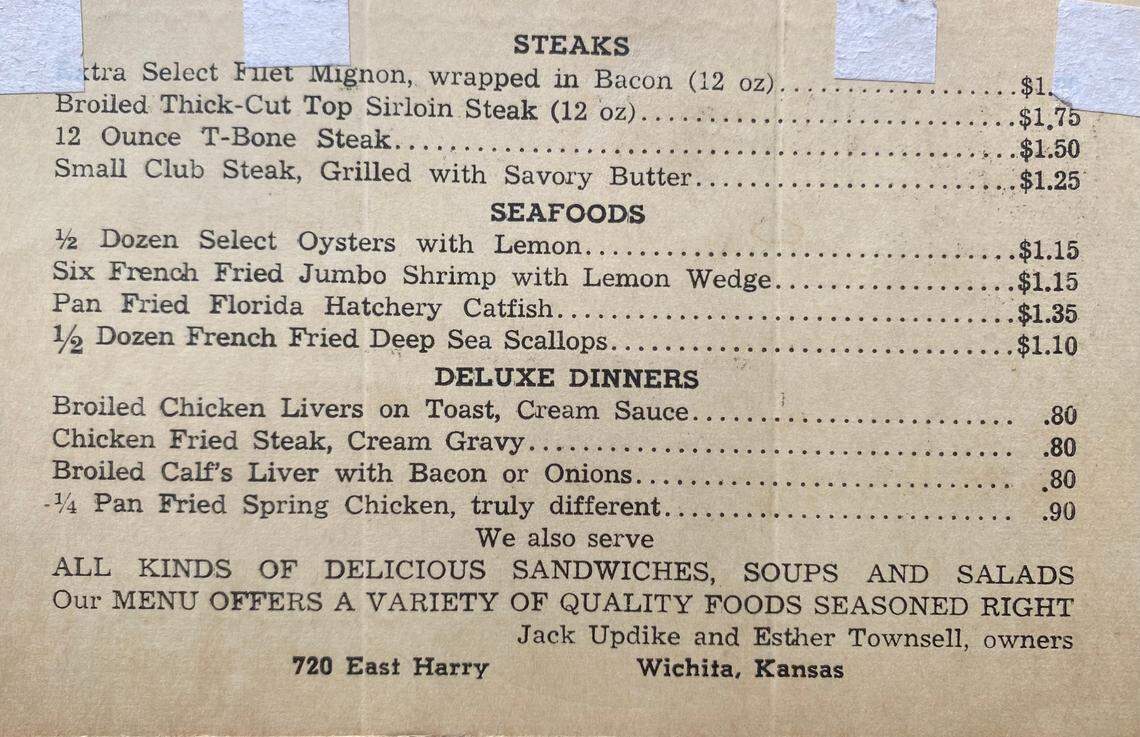 STEAKS
Extra Select Filet Mignon, wrapped in Bacon (12 oz)....................$1.
Broiled Thick-Cut Top Sirloin Steak (12 oz)..............................$1.75
12 Ounce T-Bone Steak..................................................$1.50
Small Club Steak, Grilled with Savory Butter...........................$1.25
SEAFOODS
½ Dozen Select Oysters with Lemon...................................$1.15
Six French Fried Jumbo Shrimp with Lemon Wedge....................$1.15
Pan Fried Florida Hatchery Catfish.....................................$1.35
1/2 Dozen French Fried Deep Sea Scallops................................$1.10
DELUXE DINNERS
Broiled Chicken Livers on Toast, Cream Sauce.......................... .80
Chicken Fried Steak, Cream Gravy....................................... .80
Broiled Calf's Liver with Bacon or Onions.............................. .80
-¼ Pan Fried Spring Chicken, truly different............................ .90
We also serve
ALL KINDS OF DELICIOUS SANDWICHES, SOUPS AND SALADS
Our MENU OFFERS A VARIETY OF QUALITY FOODS SEASONED RIGHT
Jack Updike and Esther Townsell, owners
720 East Harry Wichita, Kansas